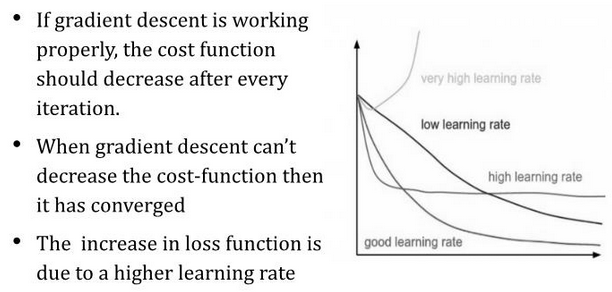 • If gradient descent is working
properly, the cost function
should decrease after every
iteration.
• When gradient descent can't
decrease the cost-function then
it has converged
• The increase in loss function is
due to a higher learning rate
very high learning rate
low learning rate
high learning rate
good learning rate